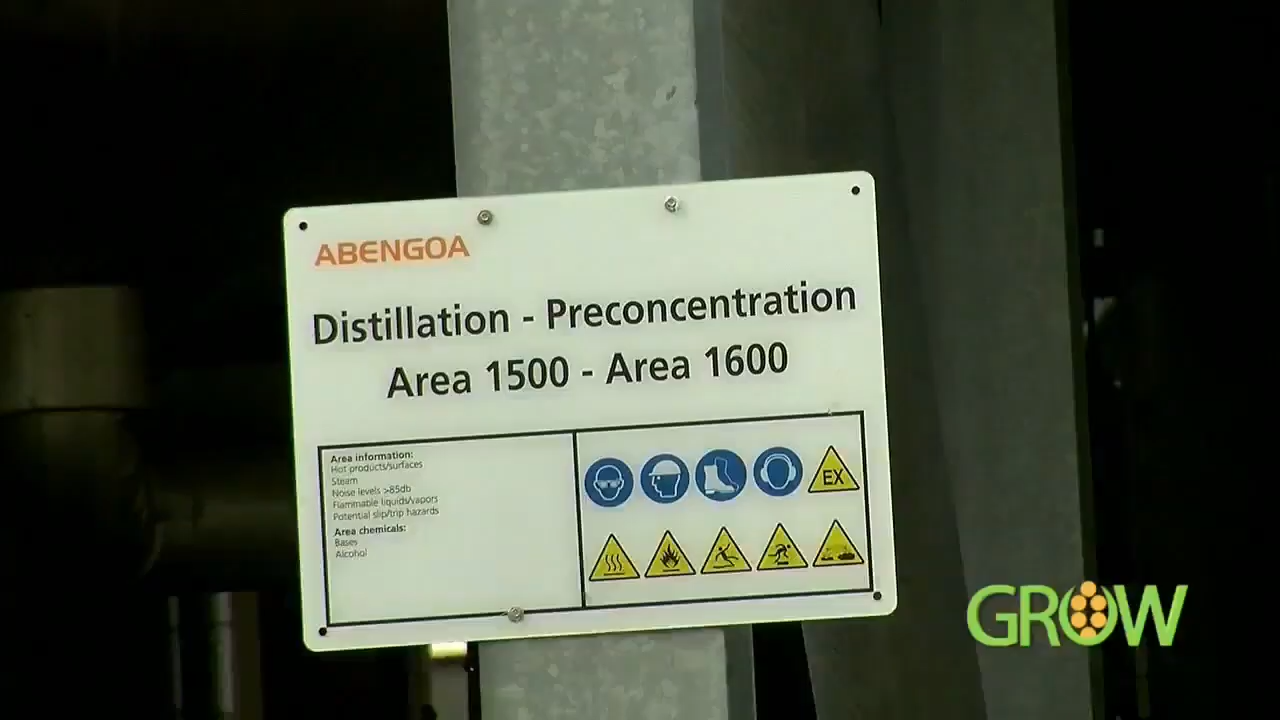 ABENGOA
Distillation - Preconcentration
Area 1500 - Area 1600
Area information:
Hot products/surfaces
Steam
Noise levels >85db
Flammable liquids/vapors
Potential slip/trip hazards
Area chemicals:
Bases
Alcohol
EX
GROW